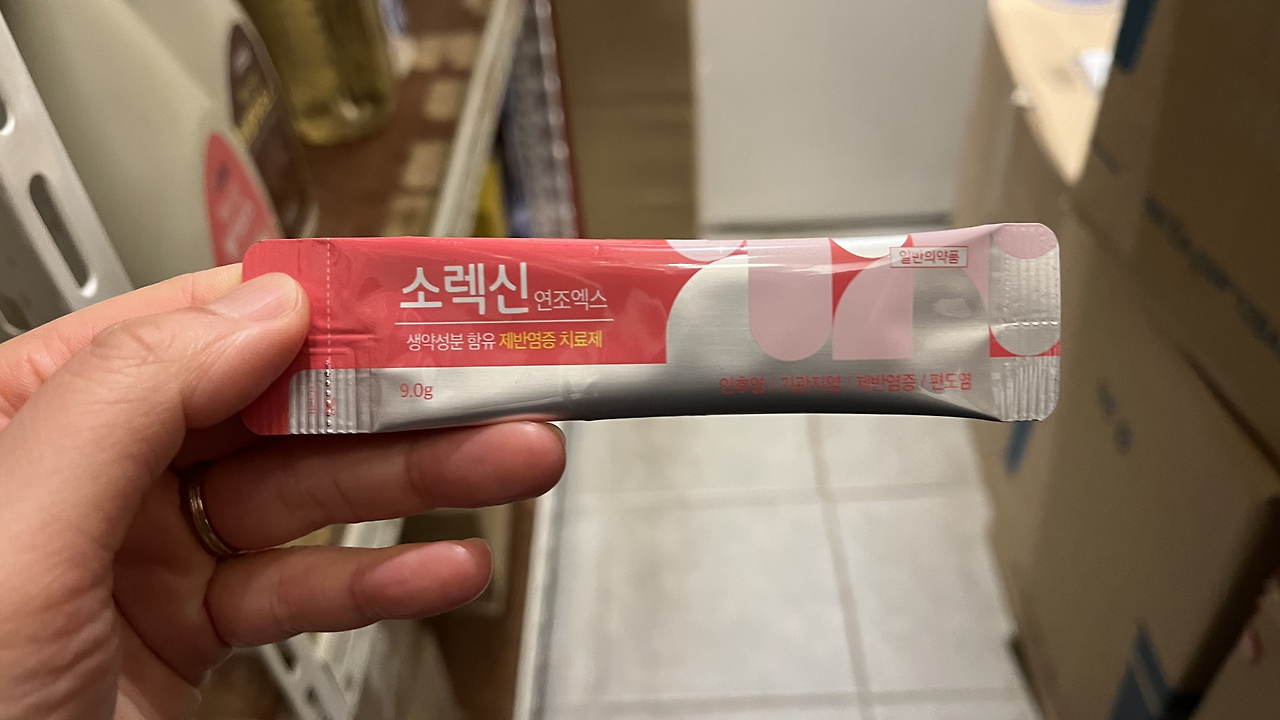 일반의약품
소렉신 연조엑스
생약성분 함유 제반염증 치료제
9.0g
인후염 / 기관지염 / 제반염증 / 편도염